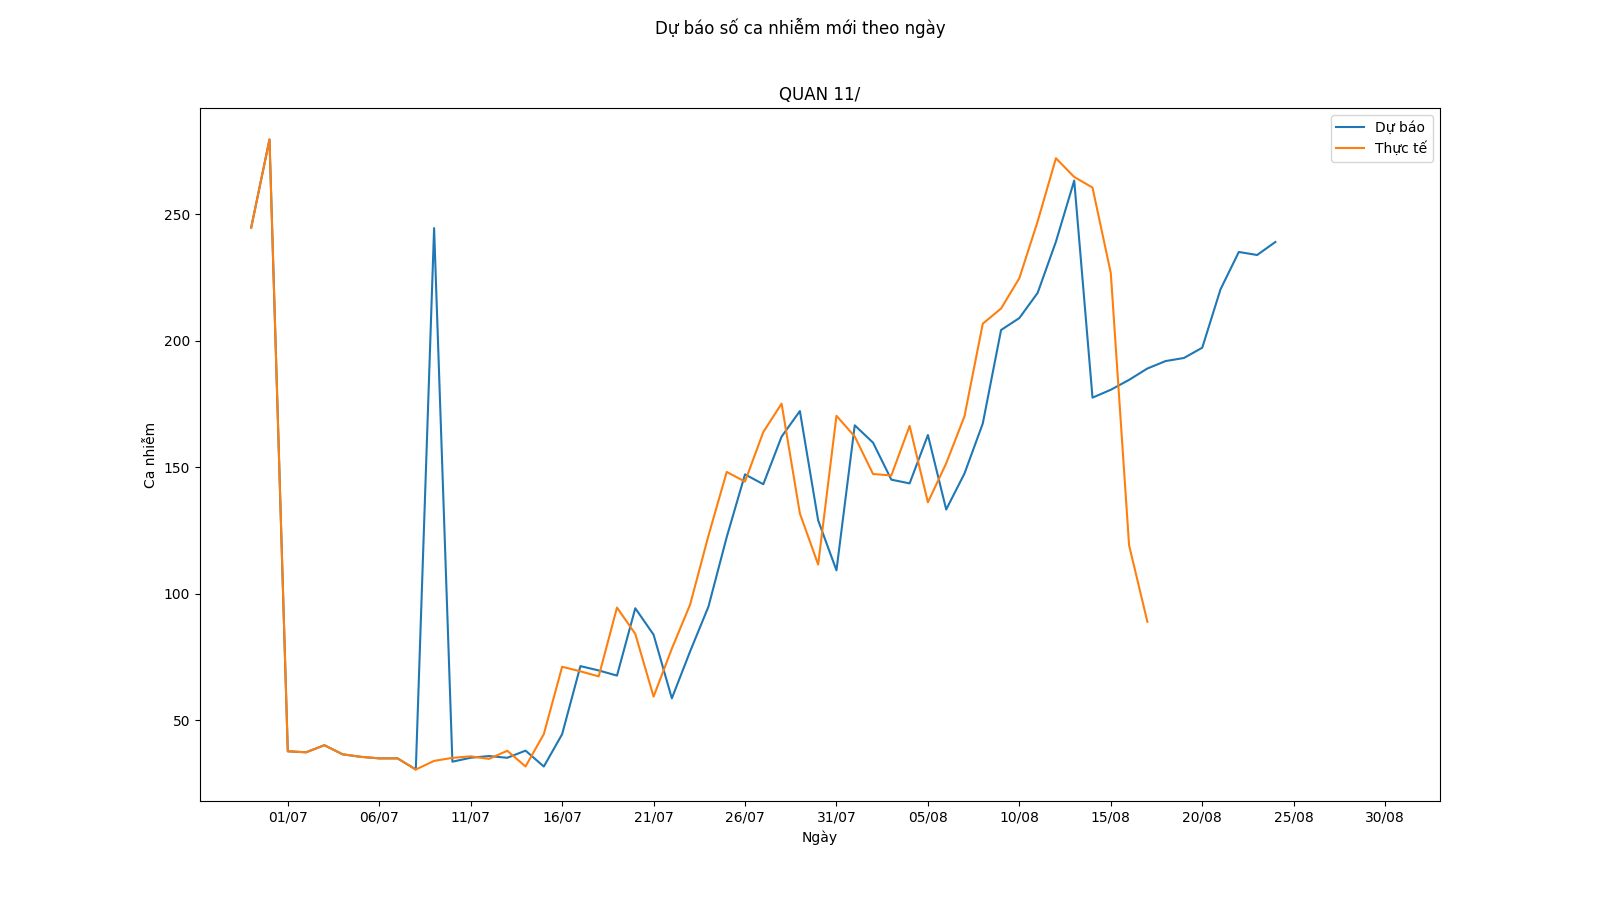 Dự báo số ca nhiễm mới theo ngày
QUAN 11/
Dự báo
Thực tế
Ca nhiễm
250
200
150
100
50
01/07 06/07 11/07 16/07 21/07 26/07 31/07 05/08 10/08 15/08 20/08 25/08 30/08
Ngày